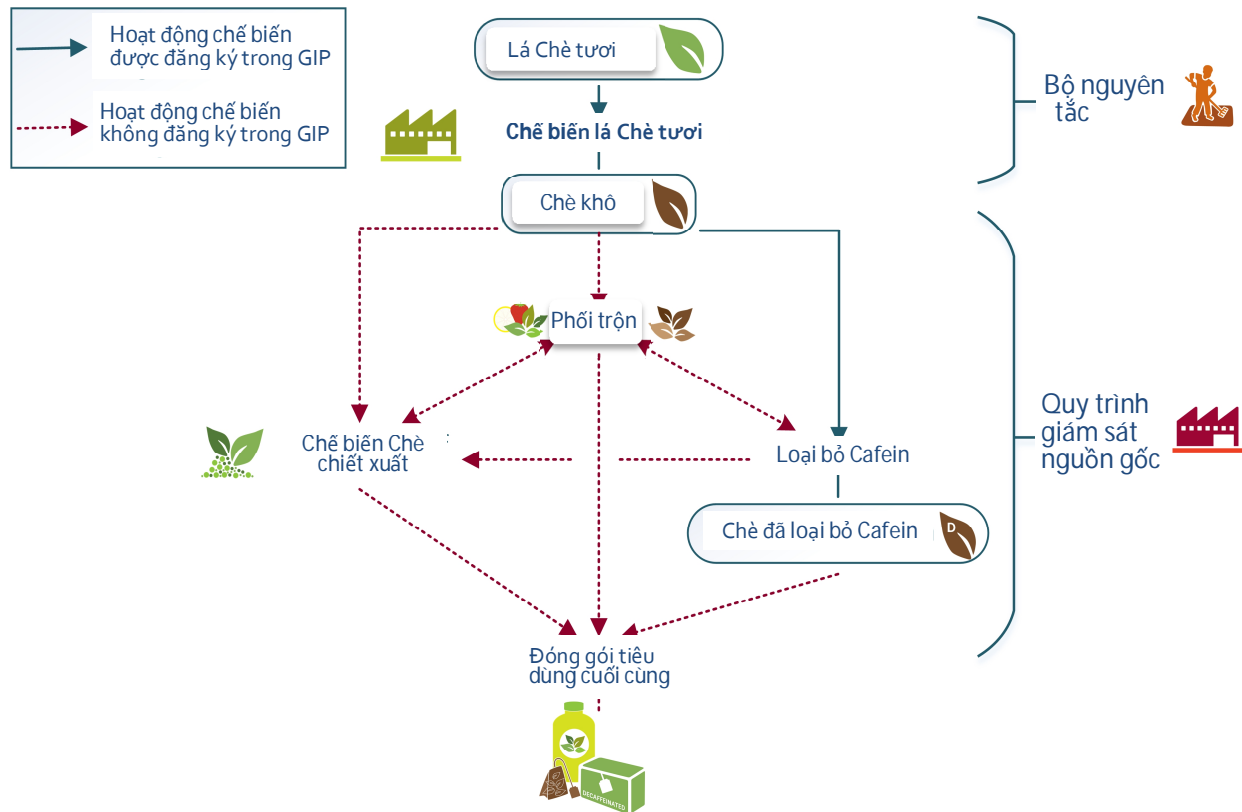 Hoạt động chế biến
được đăng ký trong GIP
Hoạt động chế biến
không đăng ký trong GIP
Lá Chè tươi
Chế biến lá Chè tươi
Chè khô
Phối trộn
Chế biến Chè :
chiết xuất
Loại bỏ Cafein
Chè đã loại bỏ Cafein
D
Đóng gói tiêu
dùng cuối cùng
DECAFFEINATED
Bộ nguyên
tắc
Quy trình
giám sát
nguồn gốc